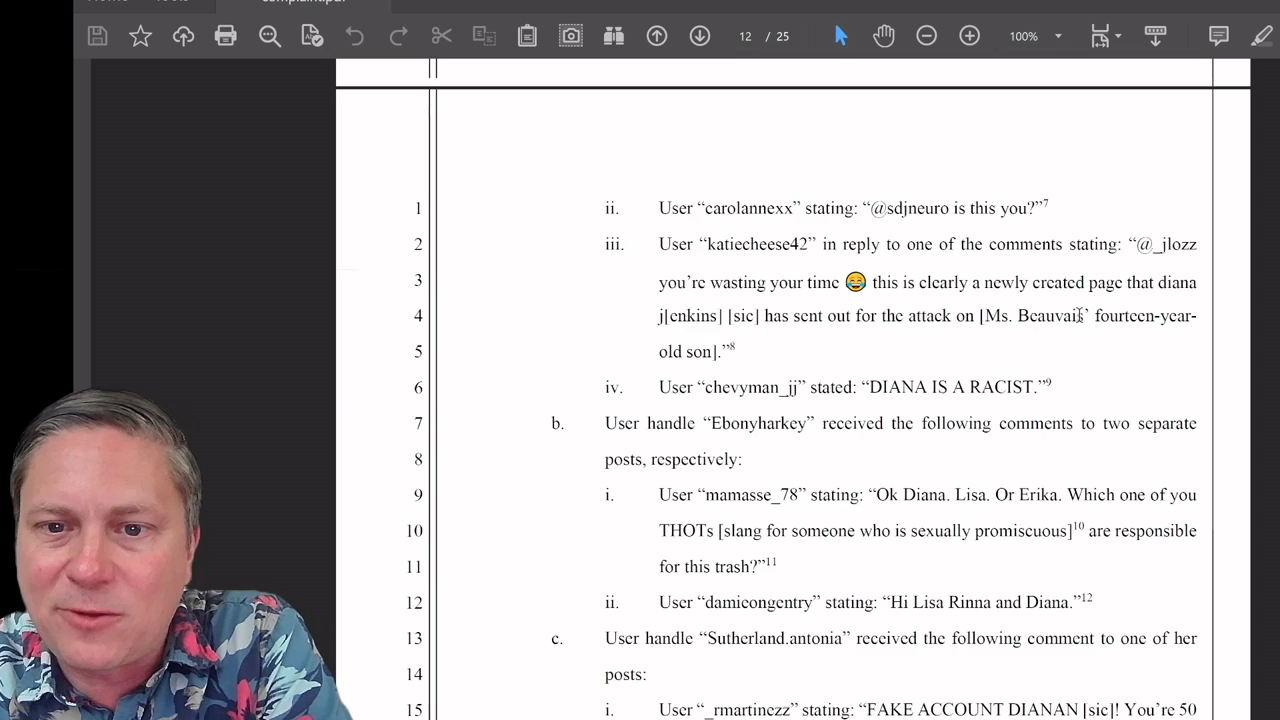 complaint.pdf
12 / 25
100%
1 ii. User “carolannexx” stating: “@sdjneuro is this you?”7
2 iii. User “katiecheese42” in reply to one of the comments stating: “@_jlozz
3 you’re wasting your time 😂 this is clearly a newly created page that diana
4 j[enkins] [sic] has sent out for the attack on [Ms. Beauvais’ fourteen-year-
5 old son].”8
6 iv. User “chevyman_jj” stated: “DIANA IS A RACIST.”9
7 b. User handle “Ebonyharkey” received the following comments to two separate
8 posts, respectively:
9 i. User “mamasse_78” stating: “Ok Diana. Lisa. Or Erika. Which one of you
10 THOTs [slang for someone who is sexually promiscuous]10 are responsible
11 for this trash?”11
12 ii. User “damieongentry” stating: “Hi Lisa Rinna and Diana.”12
13 c. User handle “Sutherland.antonia” received the following comment to one of her
14 posts:
15 i. User “_rmartinezz” stating: “FAKE ACCOUNT DIANAN [sic]! You’re 50